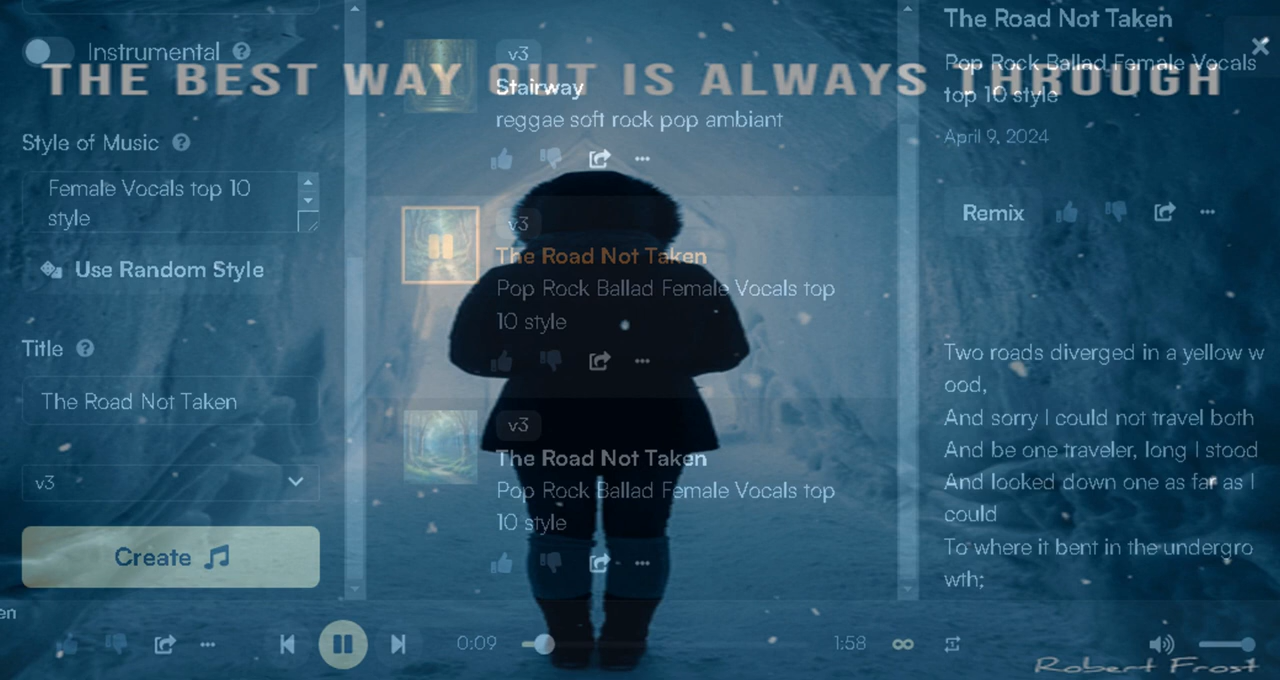 Instrumental
THE BEST WAY OUT IS ALWAYS THROUGH
Style of Music
Female Vocals top 10
style
Use Random Style
Title
The Road Not Taken
v3
Create
en
v3
Stairway
reggae soft rock pop ambiant
v3
The Road Not Taken
Pop Rock Ballad Female Vocals top
10 style
v3
The Road Not Taken
Pop Rock Ballad Female Vocals top
10 style
The Road Not Taken
Pop Rock Ballad Female Vocals
top 10 style
April 9, 2024
Remix
Two roads diverged in a yellow w
ood,
And sorry I could not travel both
And be one traveler, long I stood
And looked down one as far as I
could
To where it bent in the undergro
wth;
0:09
1:58
Robert Frost